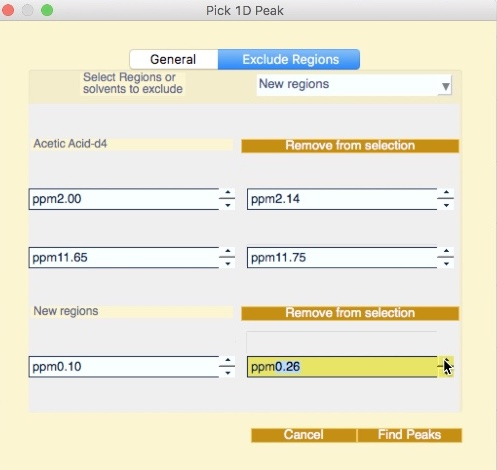 Pick 1D Peak
General
Exclude Regions
Select Regions or
solvents to exclude
New regions
Acetic Acid-d4
Remove from selection
ppm2.00
ppm2.14
ppm11.65
ppm11.75
New regions
Remove from selection
ppm0.10
ppm0.26
Cancel
Find Peaks